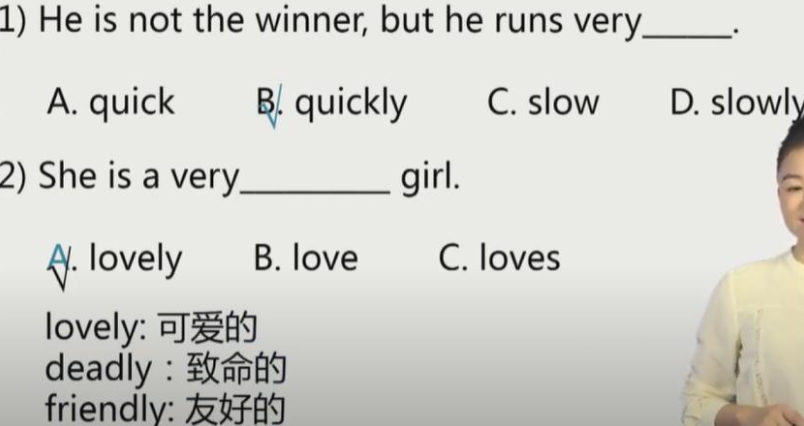 1) He is not the winner, but he runs very______.
A. quick B. quickly C. slow D. slowly
2) She is a very_________ girl.
A. lovely B. love C. loves
lovely: 可爱的
deadly : 致命的
friendly: 友好的